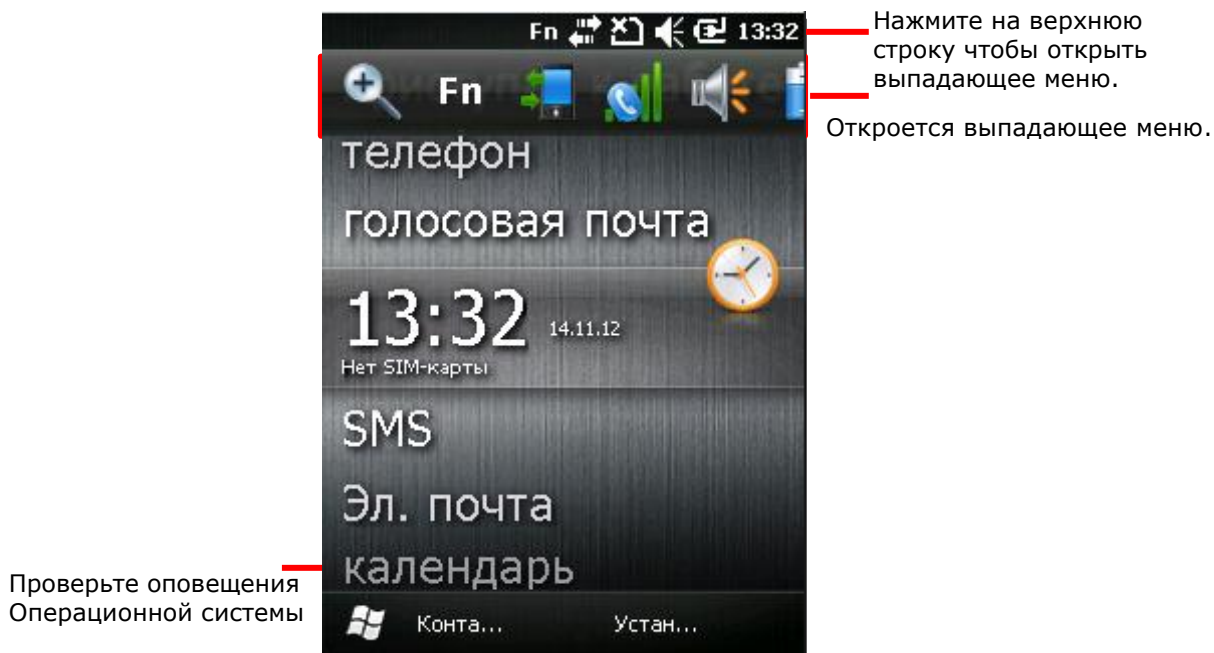 Fn 13:32
Fn
телефон
голосовая почта
13:32 14.11.12
Нет SIM-карты
SMS
Эл. почта
календарь
Конта... Устан...
Нажмите на верхнюю
строку чтобы открыть
выпадающее меню.
Откроется выпадающее меню.
Проверьте оповещения
Операционной системы